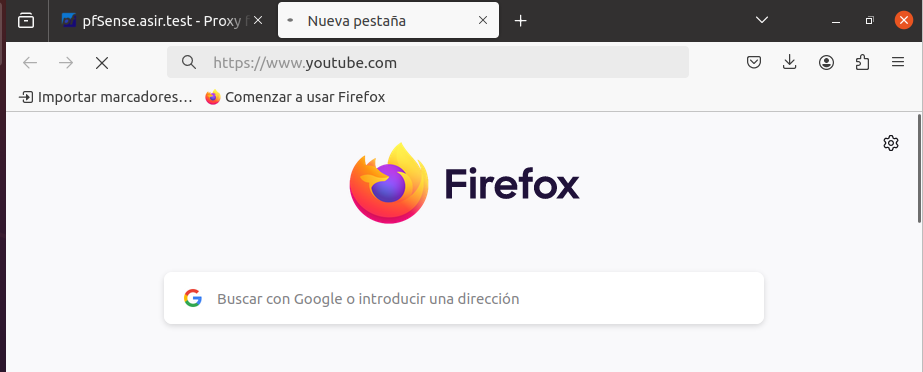 pfSense.asir.test - Proxy f
Nueva pestaña
https://www.youtube.com
Importar marcadores…
Comenzar a usar Firefox
Firefox
Buscar con Google o introducir una dirección